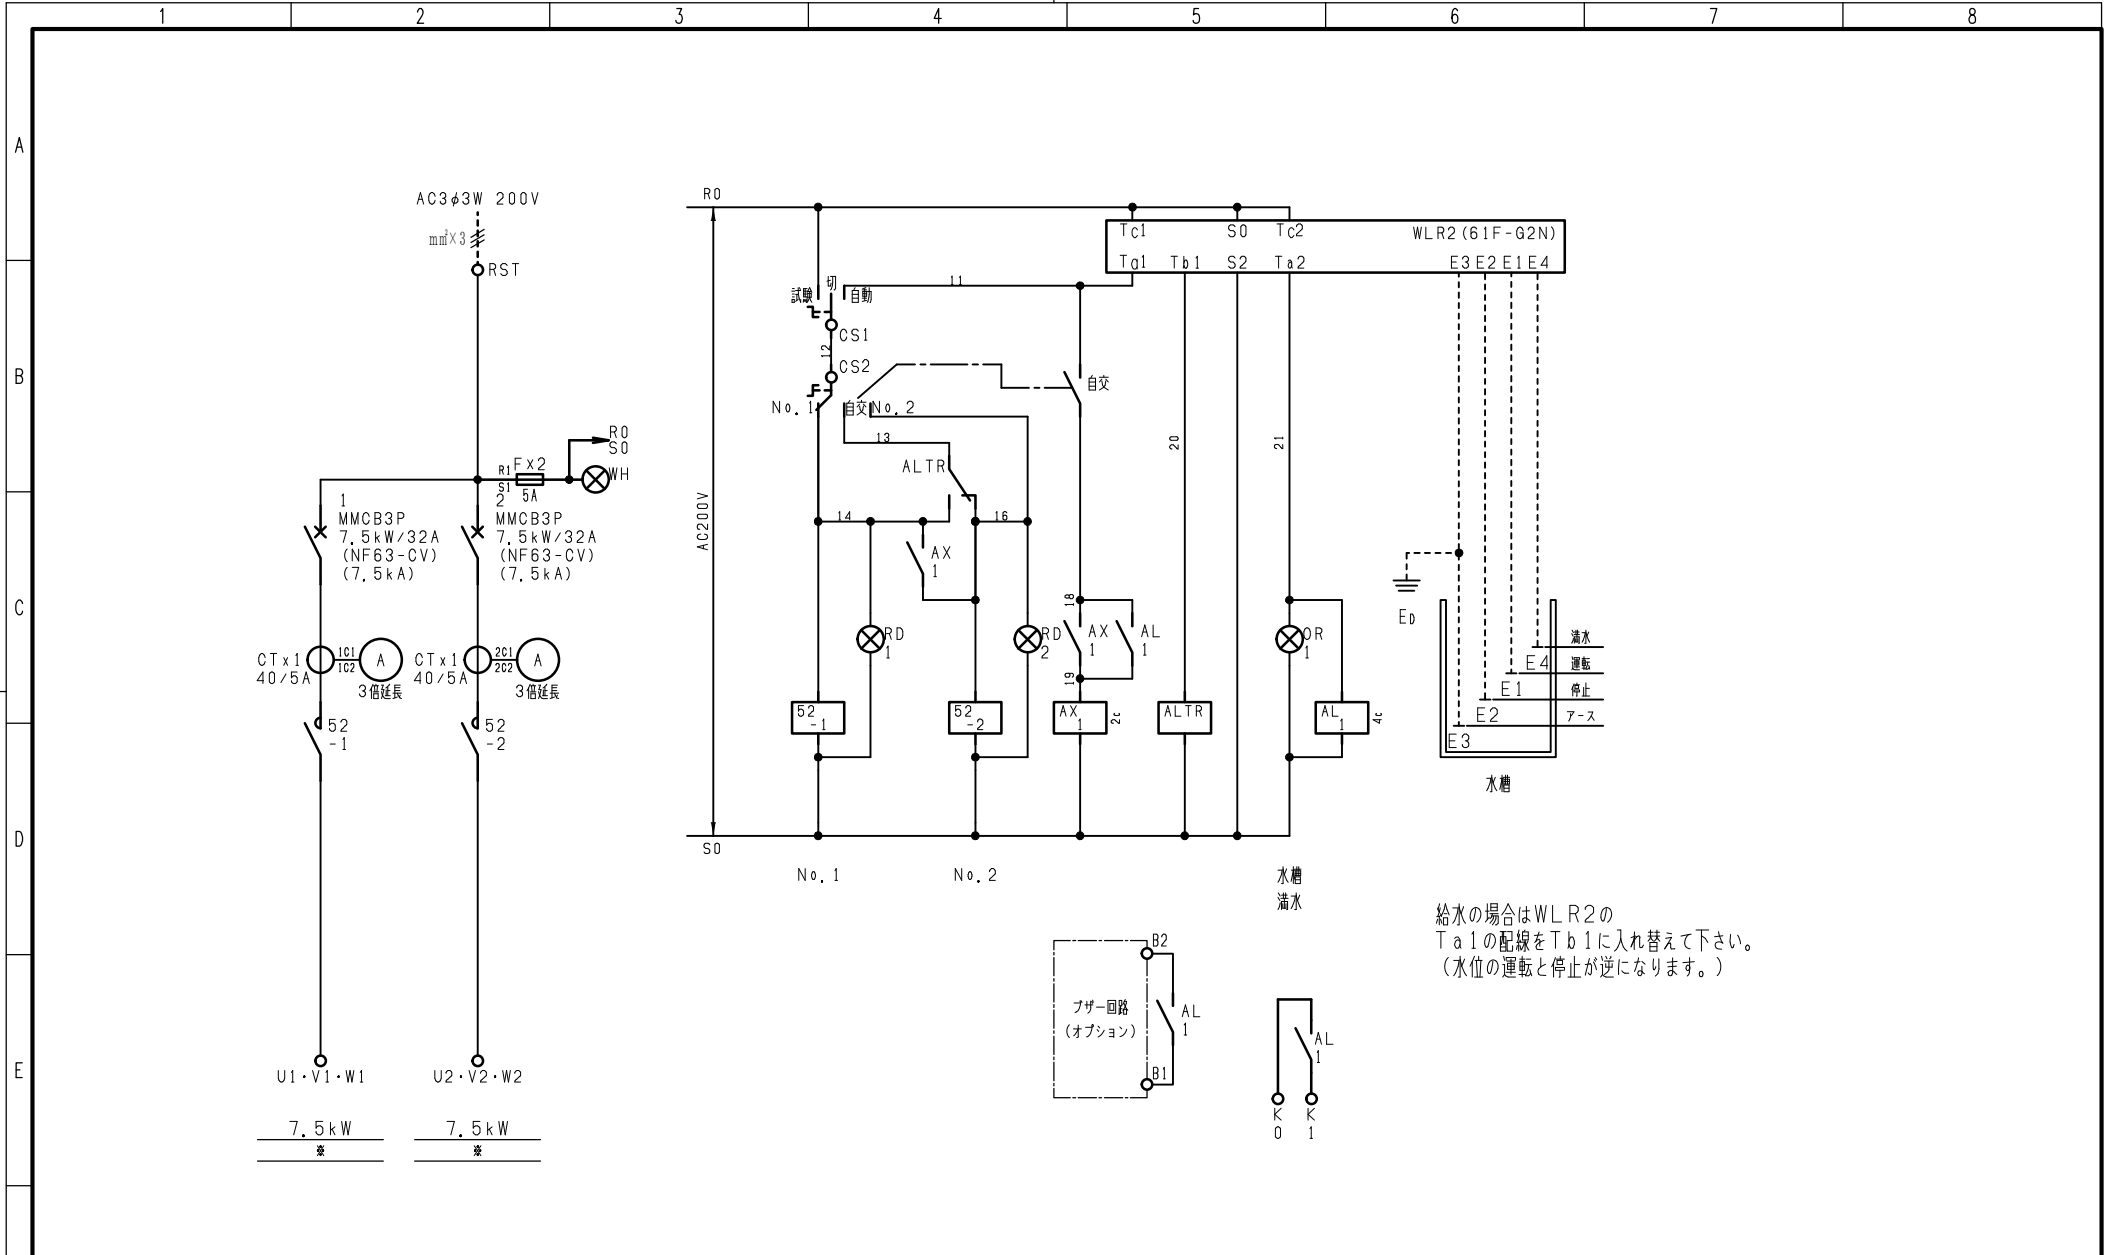 1 2 3 4 5 6 7 8
A
B
C
D
E
AC3φ3W 200V
mm²×3
RST
R0
S0
R1
S1
F×2
5A
WH
1
MMCB3P
7.5kW/32A
(NF63-CV)
(7.5kA)
2
MMCB3P
7.5kW/32A
(NF63-CV)
(7.5kA)
CT×1
40/5A
1C1
1C2
A
3倍延長
CT×1
40/5A
2C1
2C2
A
3倍延長
52
-1
52
-2
U1・V1・W1
U2・V2・W2
7.5kW
※
7.5kW
※
R0
AC200V
S0
試験 切 自動
11
CS1
12
CS2
No.1 自交 No.2
自交
13
ALTR
14
16
AX
1
RD
1
RD
2
18
AX
1
AL
1
19
20
21
OR
1
52
-1
52
-2
AX
1
2c
ALTR
AL
1
4c
No.1
No.2
水槽
満水
Tc1 S0 Tc2 WLR2(61F-G2N)
Ta1 Tb1 S2 Ta2 E3 E2 E1 E4
ED
満水
E4 運転
E1 停止
E2 アース
E3
水槽
給水の場合はWLR2の
Ta1の配線をTb1に入れ替えて下さい。
(水位の運転と停止が逆になります。)
B2
ブザー回路
(オプション)
AL
1
B1
AL
1
K
0
K
1